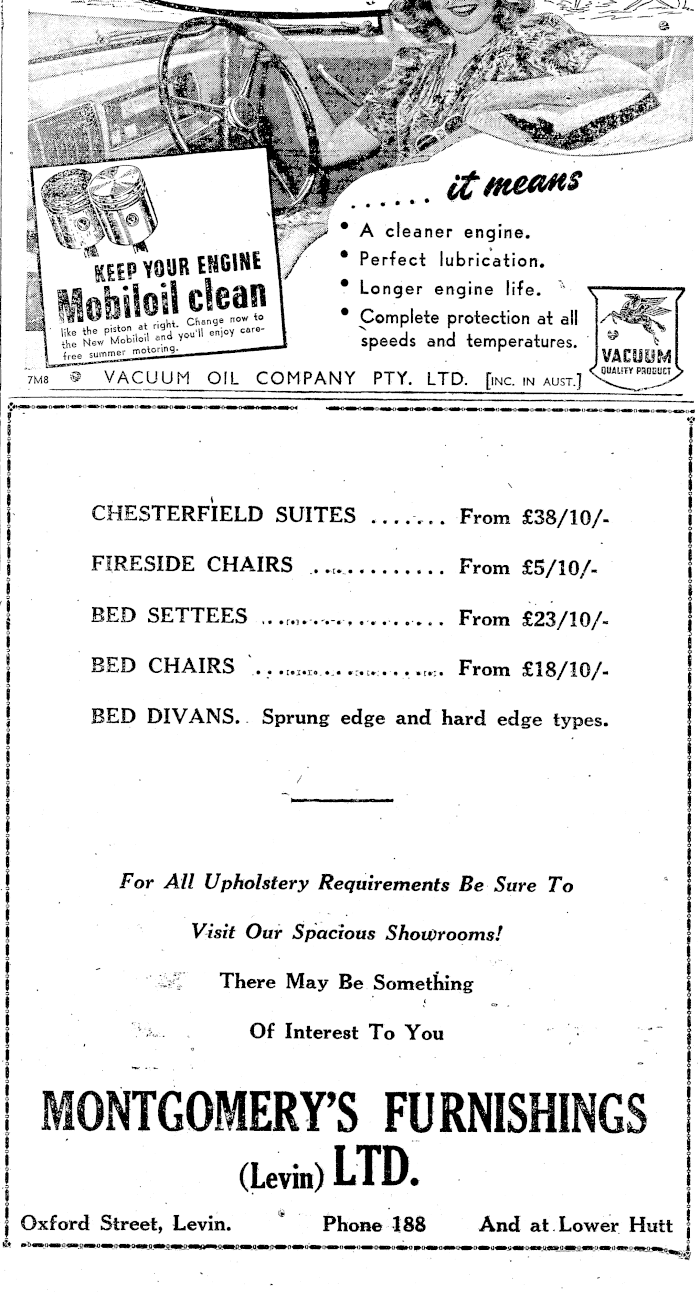 ...... it means
• A cleaner engine.
• Perfect lubrication.
• Longer engine life.
• Complete protection at all
speeds and temperatures.
KEEP YOUR ENGINE
Mobiloil clean
like the piston at right. Change now to
the New Mobiloil and you'll enjoy care-
free summer motoring.
VACUUM
QUALITY PRODUCT
7M8 VACUUM OIL COMPANY PTY. LTD. [INC. IN AUST.]
CHESTERFIELD SUITES ....... From £38/10/-
FIRESIDE CHAIRS ............. From £5/10/-
BED SETTEES .................. From £23/10/-
BED CHAIRS .................... From £18/10/-
BED DIVANS. Sprung edge and hard edge types.
For All Upholstery Requirements Be Sure To
Visit Our Spacious Showrooms!
There May Be Something
Of Interest To You
MONTGOMERY'S FURNISHINGS
(Levin) LTD.
Oxford Street, Levin. Phone 188 And at Lower Hutt